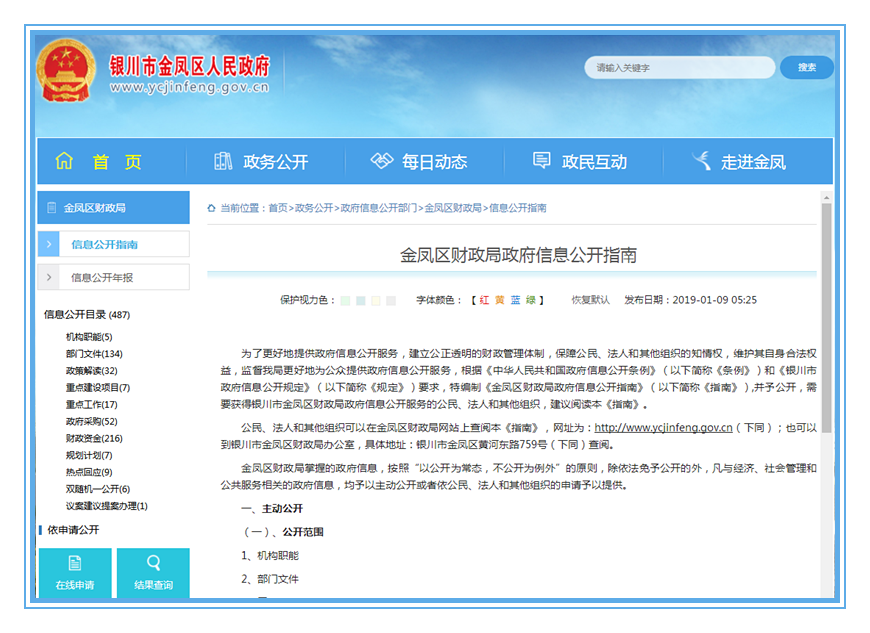 银川市金凤区人民政府
www.ycjinfeng.gov.cn
请输入关键字
搜索
首 页
政务公开
每日动态
政民互动
走进金凤
金凤区财政局
信息公开指南
信息公开年报
信息公开目录 (487)
机构职能(5)
部门文件(134)
政策解读(32)
重点建设项目(7)
重点工作(17)
政府采购(52)
财政资金(216)
规划计划(7)
热点回应(9)
双随机一公开(6)
议案建议提案办理(1)
依申请公开
在线申请
结果查询
当前位置：首页>政务公开>政府信息公开部门>金凤区财政局>信息公开指南
金凤区财政局政府信息公开指南
保护视力色： 字体颜色：【 红 黄 蓝 绿 】 恢复默认 发布日期：2019-01-09 05:25
为了更好地提供政府信息公开服务，建立公正透明的财政管理体制，保障公民、法人和其他组织的知情权，维护其自身合法权
益，监督我局更好地为公众提供政府信息公开服务，根据《中华人民共和国政府信息公开条例》（以下简称《条例》）和《银川市
政府信息公开规定》（以下简称《规定》）要求，特编制《金凤区财政局政府信息公开指南》（以下简称《指南》）,并予公开，需
要获得银川市金凤区财政局政府信息公开服务的公民、法人和其他组织，建议阅读本《指南》。
公民、法人和其他组织可以在金凤区财政局网站上查阅本《指南》，网址为：http://www.ycjinfeng.gov.cn（下同）；也可以
到银川市金凤区财政局办公室，具体地址：银川市金凤区黄河东路759号（下同）查阅。
金凤区财政局掌握的政府信息，按照“以公开为常态，不公开为例外”的原则，除依法免予公开的外，凡与经济、社会管理和
公共服务相关的政府信息，均予以主动公开或者依公民、法人和其他组织的申请予以提供。
一、主动公开
（一）、公开范围
1、机构职能
2、部门文件